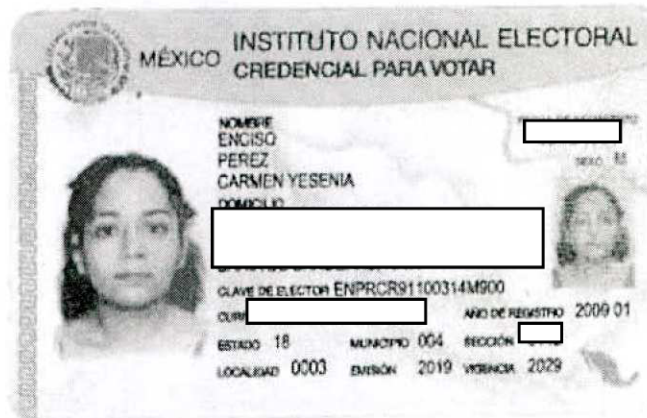 MÉXICO INSTITUTO NACIONAL ELECTORAL
CREDENCIAL PARA VOTAR
NOMBRE
ENCISO
PEREZ
CARMEN YESENIA
SEXO M
DOMICILIO
CLAVE DE ELECTOR ENPRCR91100314M900
CURP
AÑO DE REGISTRO 2009 01
ESTADO 18 MUNICIPIO 004 SECCIÓN
LOCALIDAD 0003 EMISIÓN 2019 VIGENCIA 2029